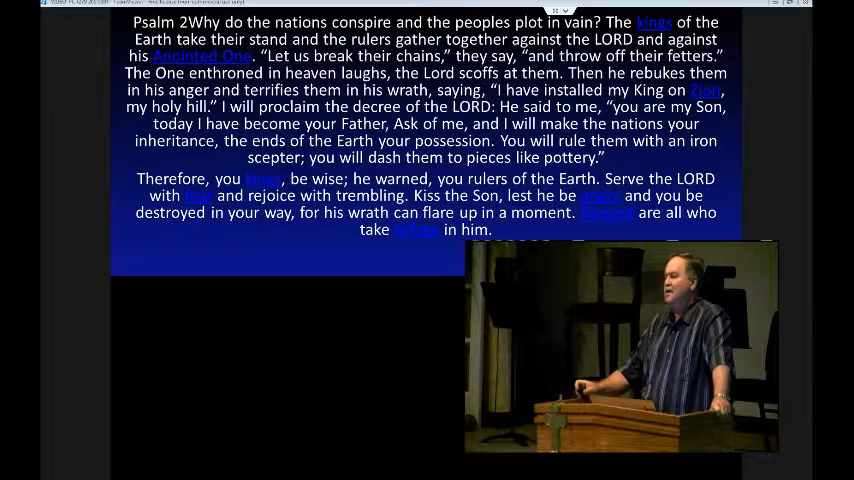 Psalm 2Why do the nations conspire and the peoples plot in vain? The kings of the
Earth take their stand and the rulers gather together against the LORD and against
his Anointed One. “Let us break their chains,” they say, “and throw off their fetters.”
The One enthroned in heaven laughs, the Lord scoffs at them. Then he rebukes them
in his anger and terrifies them in his wrath, saying, “I have installed my King on Zion,
my holy hill.” I will proclaim the decree of the LORD: He said to me, “you are my Son,
today I have become your Father, Ask of me, and I will make the nations your
inheritance, the ends of the Earth your possession. You will rule them with an iron
scepter; you will dash them to pieces like pottery.”
Therefore, you kings, be wise; he warned, you rulers of the Earth. Serve the LORD
with fear and rejoice with trembling. Kiss the Son, lest he be angry and you be
destroyed in your way, for his wrath can flare up in a moment. Blessed are all who
take refuge in him.